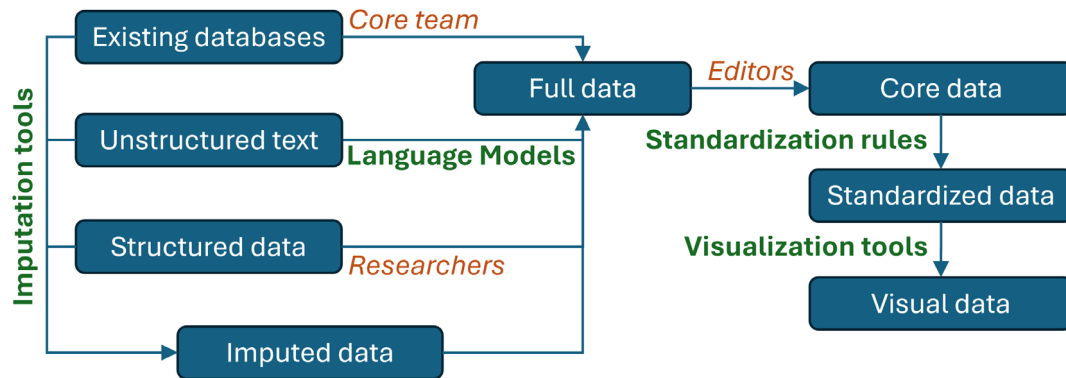 Existing databases
Core team
Full data
Editors
Core data
Imputation tools
Unstructured text
Language Models
Standardization rules
Standardized data
Structured data
Researchers
Visualization tools
Visual data
Imputed data